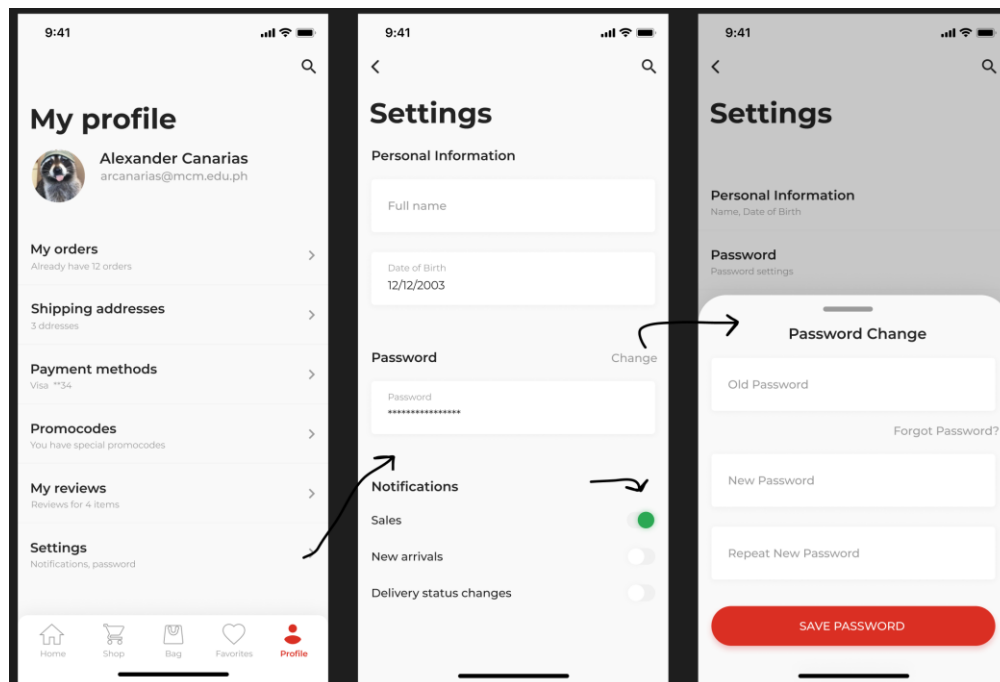 9:41
My profile
Alexander Canarias
arcanarias@mcm.edu.ph
My orders
Already have 12 orders
Shipping addresses
3 ddresses
Payment methods
Visa **34
Promocodes
You have special promocodes
My reviews
Reviews for 4 items
Settings
Notifications, password
Home
Shop
Bag
Favorites
Profile
9:41
Settings
Personal Information
Full name
Date of Birth
12/12/2003
Password
Change
Password
****************
Notifications
Sales
New arrivals
Delivery status changes
9:41
Settings
Personal Information
Name, Date of Birth
Password
Password settings
Password Change
Old Password
Forgot Password?
New Password
Repeat New Password
SAVE PASSWORD